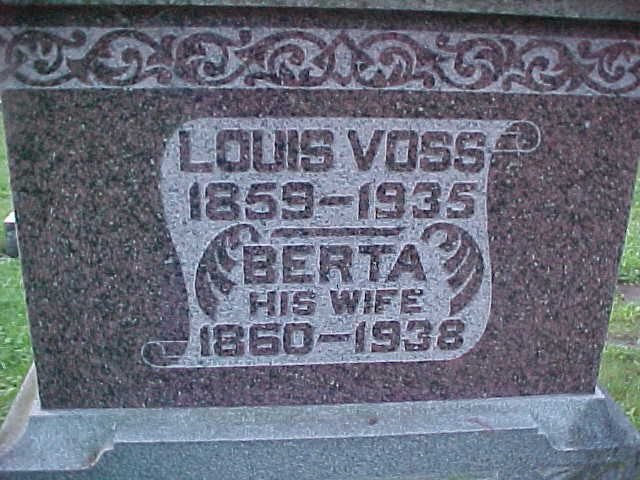 LOUIS VOSS
1859-1935
BERTA
HIS WIFE
1860-1938